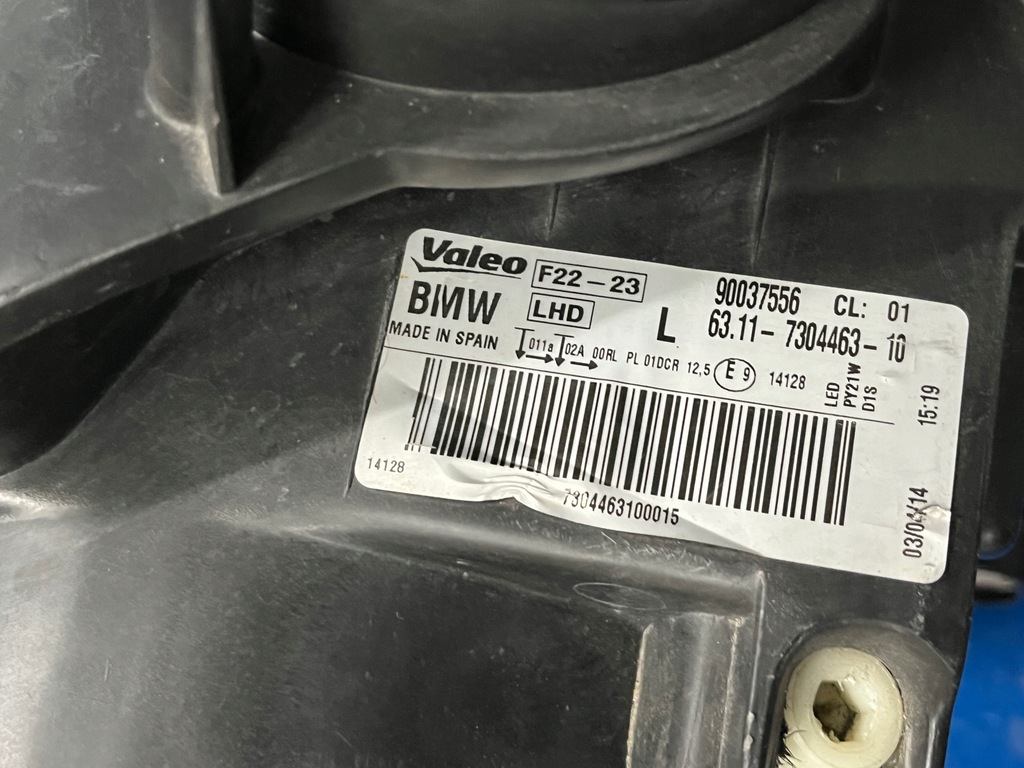 Valeo F22-23 90037556 CL: 01
BMW LHD L 63.11-7304463-10
MADE IN SPAIN 011a 02A 00RL PL 01DCR 12,5 E 9 14128
LED
PY21W
D1S
15:19
03/04/14
14128
7304463100015